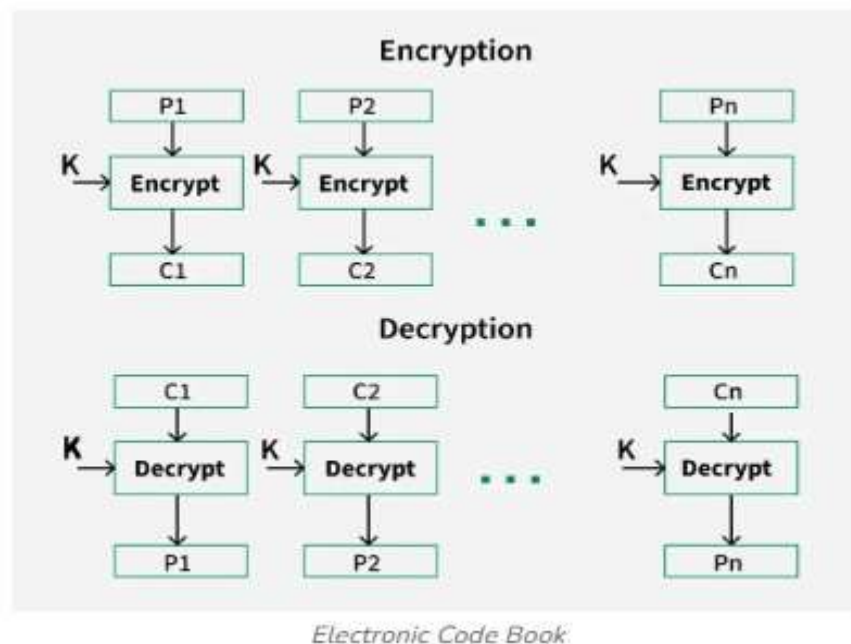 Encryption
P1 P2 Pn
K Encrypt K Encrypt K Encrypt
C1 C2 Cn
Decryption
C1 C2 Cn
K Decrypt K Decrypt K Decrypt
P1 P2 Pn
Electronic Code Book